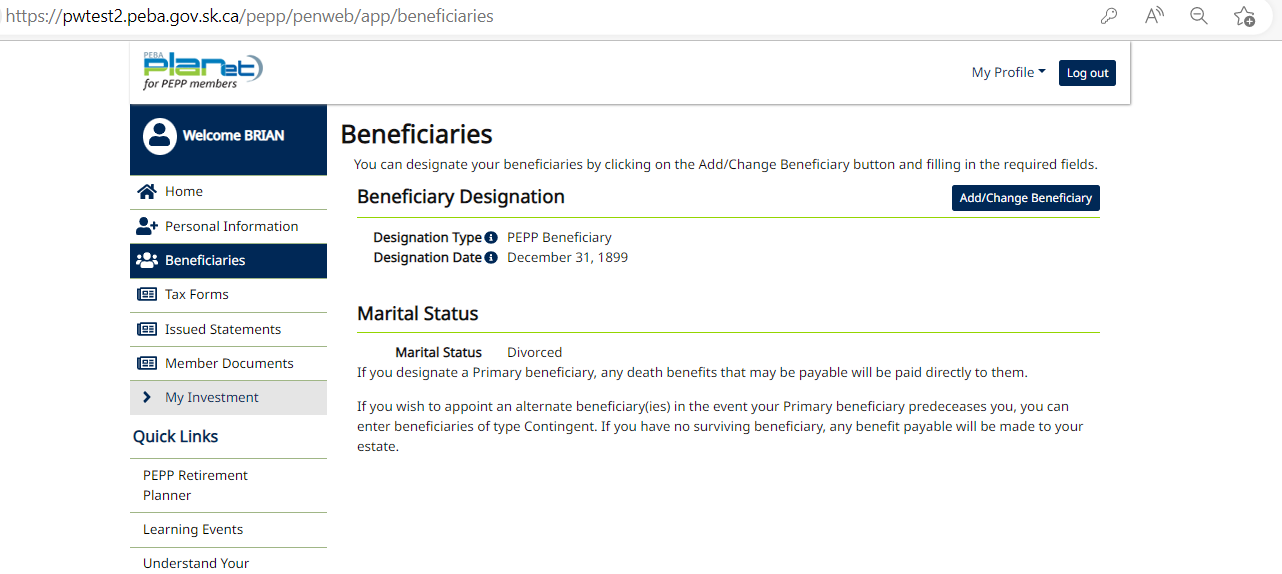 https://pwtest2.peba.gov.sk.ca/pepp/penweb/app/beneficiaries
PEBA
planet
for PEPP members
My Profile
Log out
Welcome BRIAN
Home
Personal Information
Beneficiaries
Tax Forms
Issued Statements
Member Documents
My Investment
Quick Links
PEPP Retirement
Planner
Learning Events
Understand Your
Beneficiaries
You can designate your beneficiaries by clicking on the Add/Change Beneficiary button and filling in the required fields.
Beneficiary Designation
Add/Change Beneficiary
Designation Type PEPP Beneficiary
Designation Date December 31, 1899
Marital Status
Marital Status Divorced
If you designate a Primary beneficiary, any death benefits that may be payable will be paid directly to them.
If you wish to appoint an alternate beneficiary(ies) in the event your Primary beneficiary predeceases you, you can
enter beneficiaries of type Contingent. If you have no surviving beneficiary, any benefit payable will be made to your
estate.